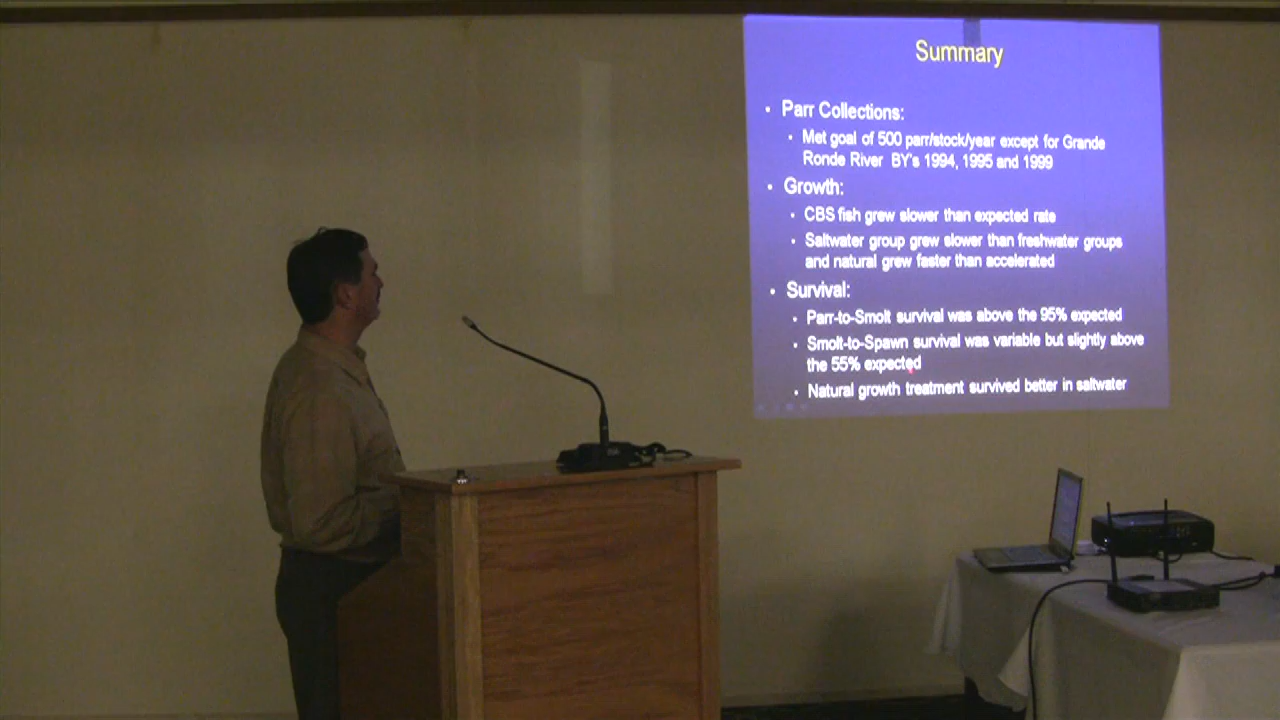 Summary
• Parr Collections:
• Met goal of 500 parr/stock/year except for Grande
Ronde River BY's 1994, 1995 and 1999
• Growth:
• CBS fish grew slower than expected rate
• Saltwater group grew slower than freshwater groups
and natural grew faster than accelerated
• Survival:
• Parr-to-Smolt survival was above the 95% expected
• Smolt-to-Spawn survival was variable but slightly above
the 55% expected
• Natural growth treatment survived better in saltwater